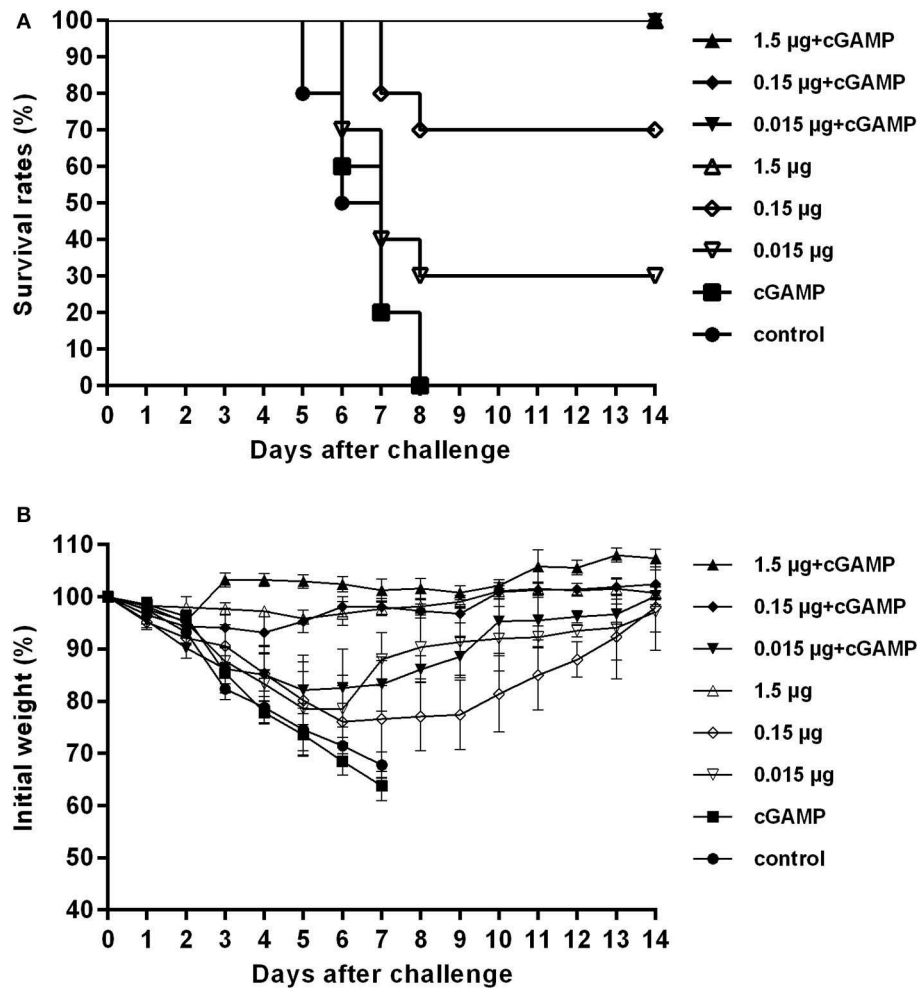 A
Survival rates (%)
100
90
80
70
60
50
40
30
20
10
0
0 1 2 3 4 5 6 7 8 9 10 11 12 13 14
Days after challenge
1.5 µg+cGAMP
0.15 µg+cGAMP
0.015 µg+cGAMP
1.5 µg
0.15 µg
0.015 µg
cGAMP
control
B
Initial weight (%)
110
100
90
80
70
60
50
40
0 1 2 3 4 5 6 7 8 9 10 11 12 13 14
Days after challenge
1.5 µg+cGAMP
0.15 µg+cGAMP
0.015 µg+cGAMP
1.5 µg
0.15 µg
0.015 µg
cGAMP
control